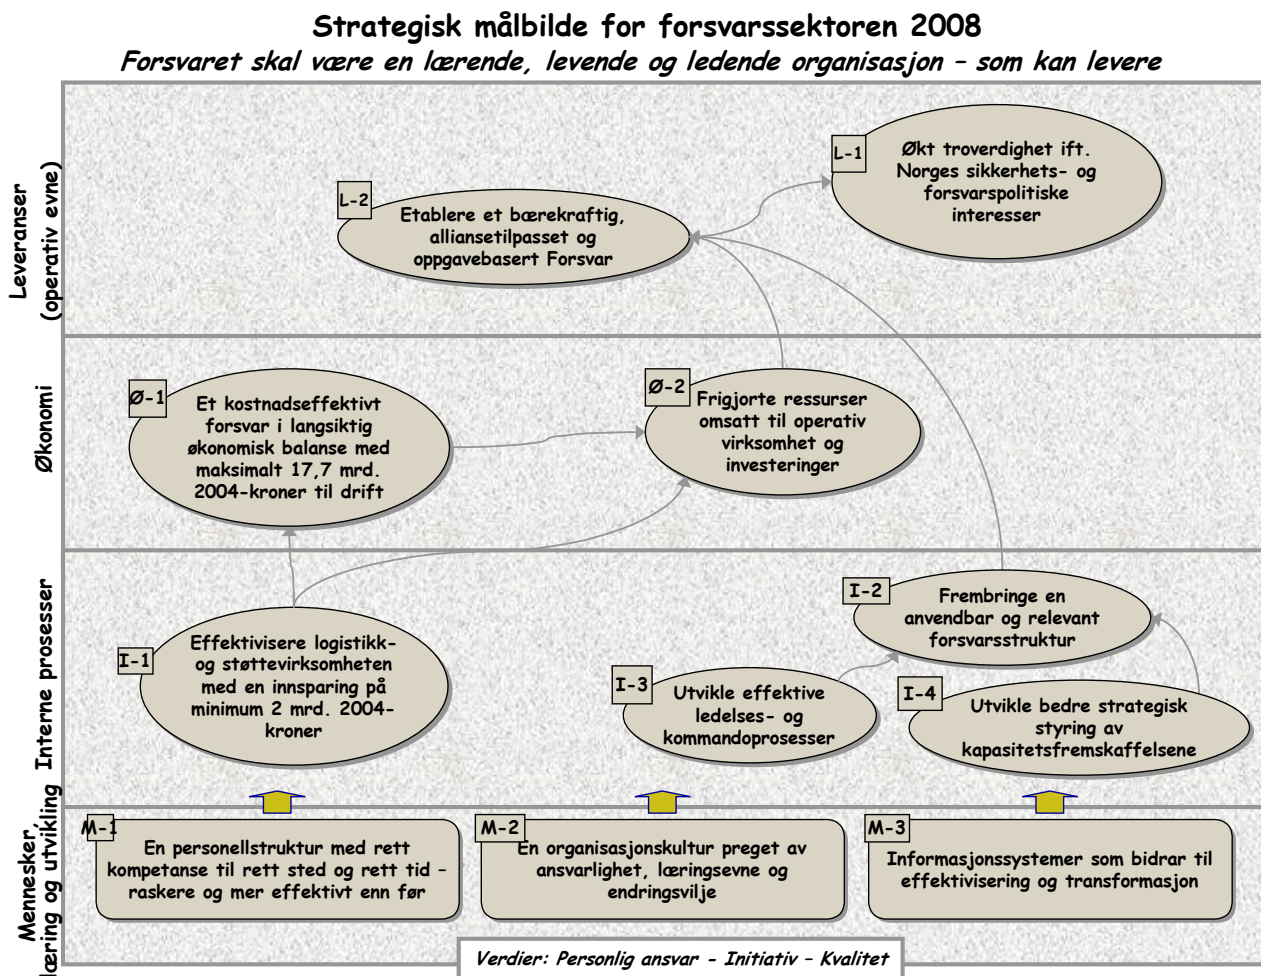 Strategisk målbilde for forsvarssektoren 2008
Forsvaret skal være en lærende, levende og ledende organisasjon – som kan levere
Leveranser
(operativ evne)
L-1
Økt troverdighet ift.
Norges sikkerhets- og
forsvarspolitiske
interesser
L-2
Etablere et bærekraftig,
alliansetilpasset og
oppgavebasert Forsvar
Økonomi
Ø-1
Et kostnadseffektivt
forsvar i langsiktig
økonomisk balanse med
maksimalt 17,7 mrd.
2004-kroner til drift
Ø-2
Frigjorte ressurser
omsatt til operativ
virksomhet og
investeringer
Interne prosesser
I-1
Effektivisere logistikk-
og støttevirksomheten
med en innsparing på
minimum 2 mrd. 2004-
kroner
I-2
Frembringe en
anvendbar og relevant
forsvarsstruktur
I-3
Utvikle effektive
ledelses- og
kommandoprosesser
I-4
Utvikle bedre strategisk
styring av
kapasitetsfremskaffelsene
Mennesker,
læring og utvikling
M-1
En personellstruktur med rett
kompetanse til rett sted og rett tid –
raskere og mer effektivt enn før
M-2
En organisasjonskultur preget av
ansvarlighet, læringsevne og
endringsvilje
M-3
Informasjonssystemer som bidrar til
effektivisering og transformasjon
Verdier: Personlig ansvar - Initiativ – Kvalitet